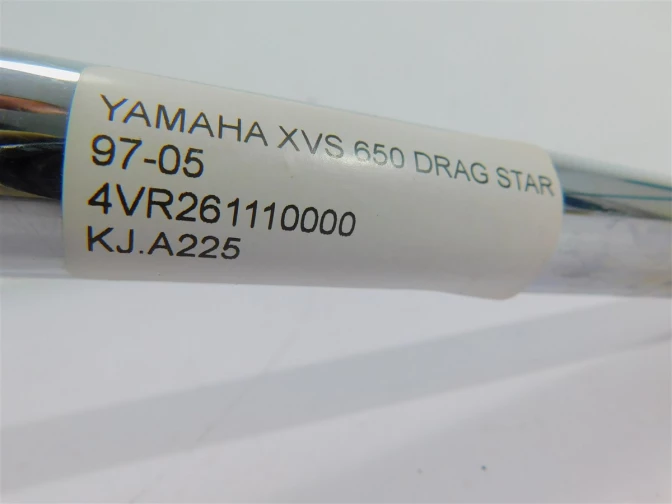 YAMAHA XVS 650 DRAG STAR
97-05
4VR261110000
KJ.A225